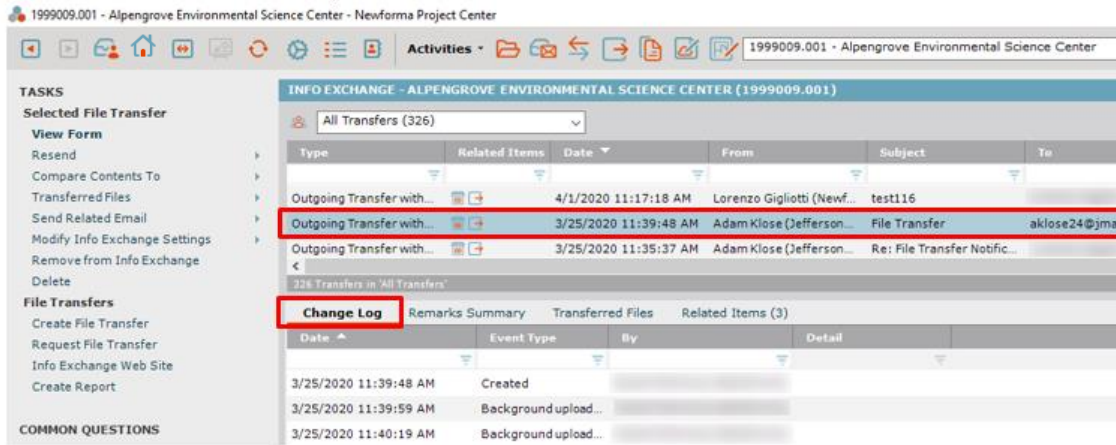 1999009.001 - Alpengrove Environmental Science Center - Newforma Project Center
Activities
1999009.001 - Alpengrove Environmental Science Center
TASKS
Selected File Transfer
View Form
Resend
Compare Contents To
Transferred Files
Send Related Email
Modify Info Exchange Settings
Remove from Info Exchange
Delete
File Transfers
Create File Transfer
Request File Transfer
Info Exchange Web Site
Create Report
COMMON QUESTIONS
INFO EXCHANGE - ALPENGROVE ENVIRONMENTAL SCIENCE CENTER (1999009.001)
All Transfers (326)
Type Related Items Date From Subject To
Outgoing Transfer with... 4/1/2020 11:17:18 AM Lorenzo Gigliotti (Newf... test116
Outgoing Transfer with... 3/25/2020 11:39:48 AM Adam Klose (Jefferson... File Transfer aklose24@jma
Outgoing Transfer with... 3/25/2020 11:35:37 AM Adam Klose (Jefferson... Re: File Transfer Notific...
326 Transfers in 'All Transfers'
Change Log Remarks Summary Transferred Files Related Items (3)
Date Event Type By Detail
3/25/2020 11:39:48 AM Created
3/25/2020 11:39:59 AM Background upload...
3/25/2020 11:40:19 AM Background upload...